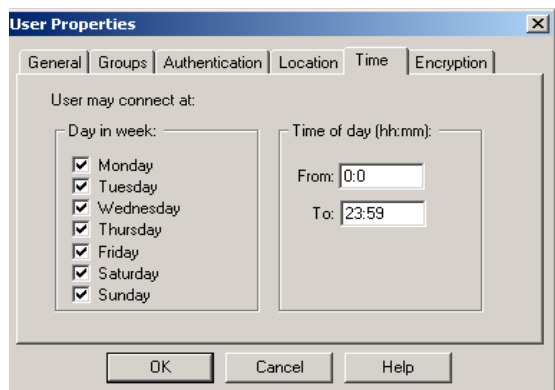 User Properties
General Groups Authentication Location Time Encryption
User may connect at:
Day in week:
Monday
Tuesday
Wednesday
Thursday
Friday
Saturday
Sunday
Time of day (hh:mm):
From: 0:0
To: 23:59
OK Cancel Help